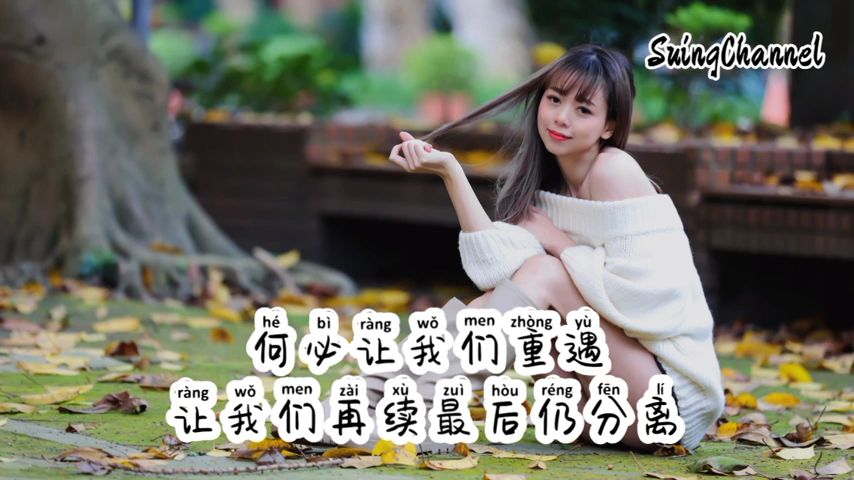 SwingChannel
hé bì ràng wǒ men zhòng yù
何必让我们重遇
ràng wǒ men zài xù zuì hòu réng fēn lí
让我们再续最后仍分离